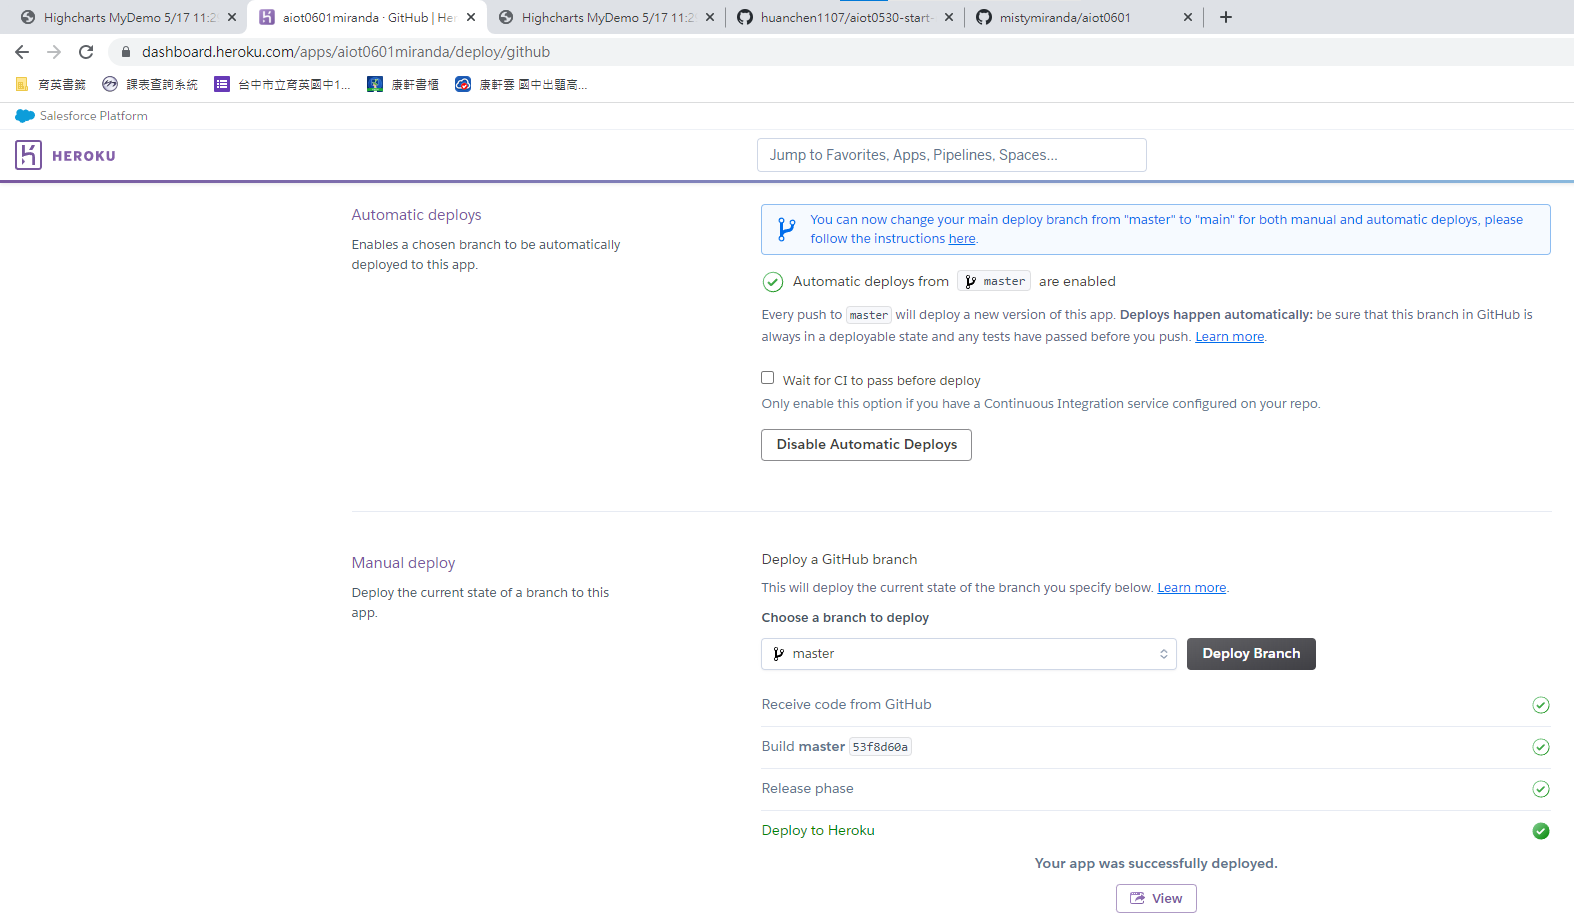 Highcharts MyDemo 5/17 11:2
aiot0601miranda · GitHub | Her
Highcharts MyDemo 5/17 11:2
huanchen1107/aiot0530-start-
mistymiranda/aiot0601
dashboard.heroku.com/apps/aiot0601miranda/deploy/github
育英書籤
課表查詢系統
台中市立育英國中1...
康軒書櫃
康軒雲 國中出題高...
Salesforce Platform
HEROKU
Jump to Favorites, Apps, Pipelines, Spaces...
Automatic deploys
Enables a chosen branch to be automatically
deployed to this app.
You can now change your main deploy branch from "master" to "main" for both manual and automatic deploys, please
follow the instructions here.
Automatic deploys from master are enabled
Every push to master will deploy a new version of this app. Deploys happen automatically: be sure that this branch in GitHub is
always in a deployable state and any tests have passed before you push. Learn more.
Wait for CI to pass before deploy
Only enable this option if you have a Continuous Integration service configured on your repo.
Disable Automatic Deploys
Manual deploy
Deploy the current state of a branch to this
app.
Deploy a GitHub branch
This will deploy the current state of the branch you specify below. Learn more.
Choose a branch to deploy
master
Deploy Branch
Receive code from GitHub
Build master 53f8d60a
Release phase
Deploy to Heroku
Your app was successfully deployed.
View